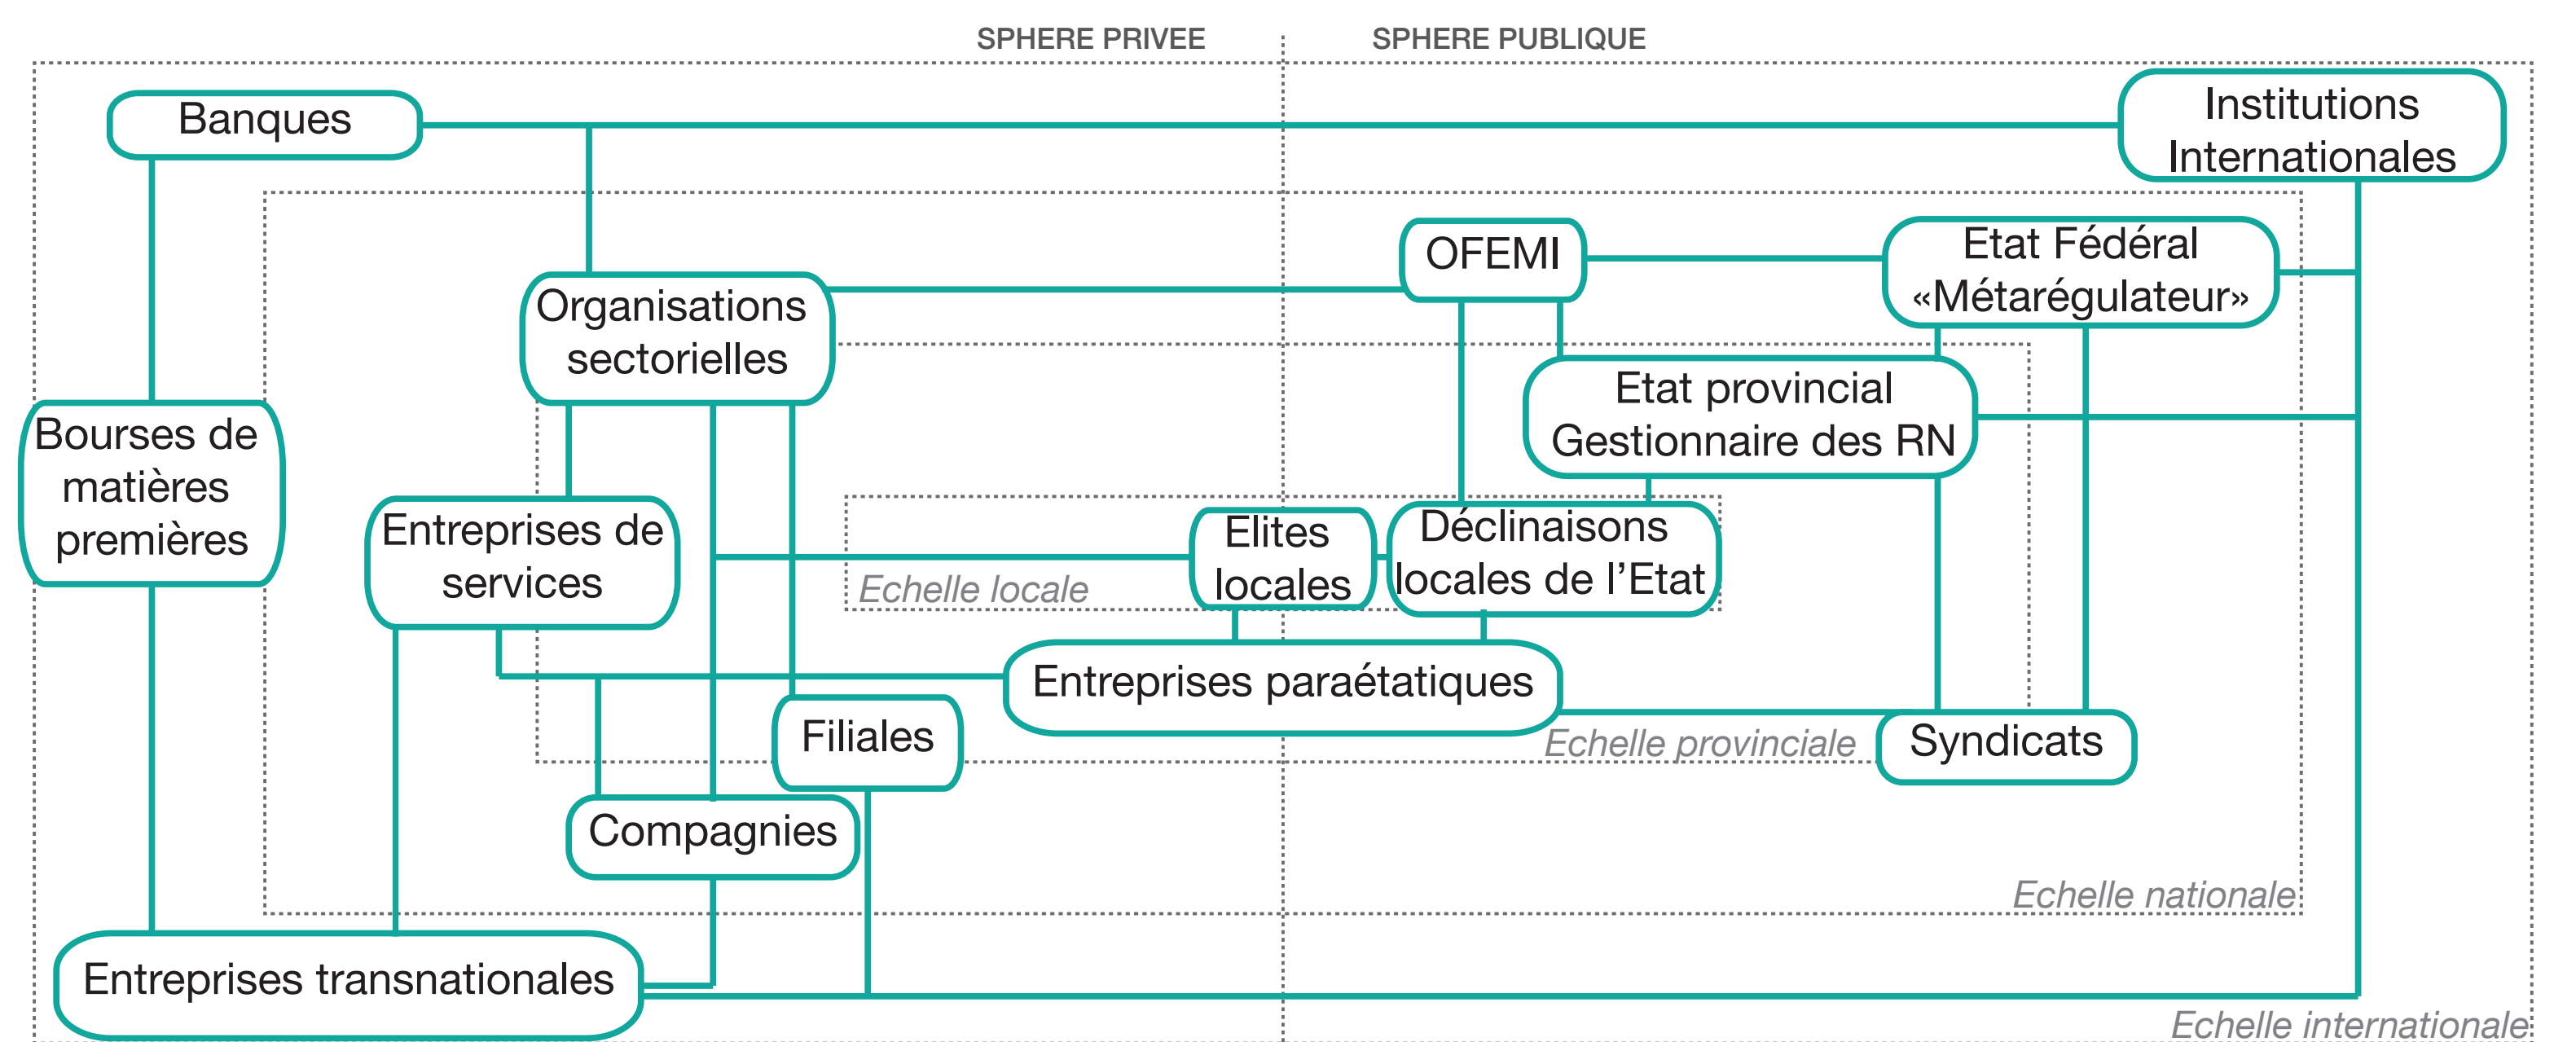 SPHERE PRIVEE
SPHERE PUBLIQUE
Banques
Institutions
Internationales
OFEMI
Etat Fédéral
«Métarégulateur»
Organisations
sectorielles
Etat provincial
Gestionnaire des RN
Bourses de
matières
premières
Entreprises de
services
Elites
locales
Déclinaisons
locales de l'Etat
Echelle locale
Entreprises paraétatiques
Filiales
Echelle provinciale
Syndicats
Compagnies
Echelle nationale
Entreprises transnationales
Echelle internationale